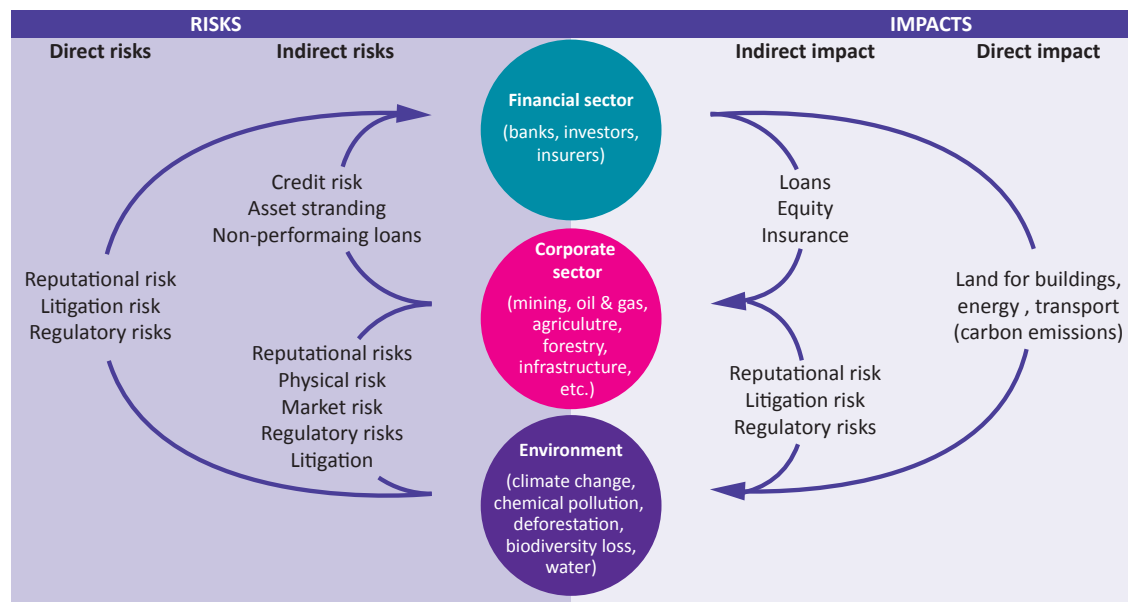 RISKS
IMPACTS
Direct risks
Indirect risks
Indirect impact
Direct impact
Financial sector
(banks, investors,
insurers)
Credit risk
Asset stranding
Non-performaing loans
Loans
Equity
Insurance
Reputational risk
Litigation risk
Regulatory risks
Corporate
sector
(mining, oil & gas,
agriculutre,
forestry,
infrastructure,
etc.)
Land for buildings,
energy , transport
(carbon emissions)
Reputational risks
Physical risk
Market risk
Regulatory risks
Litigation
Reputational risk
Litigation risk
Regulatory risks
Environment
(climate change,
chemical pollution,
deforestation,
biodiversity loss,
water)